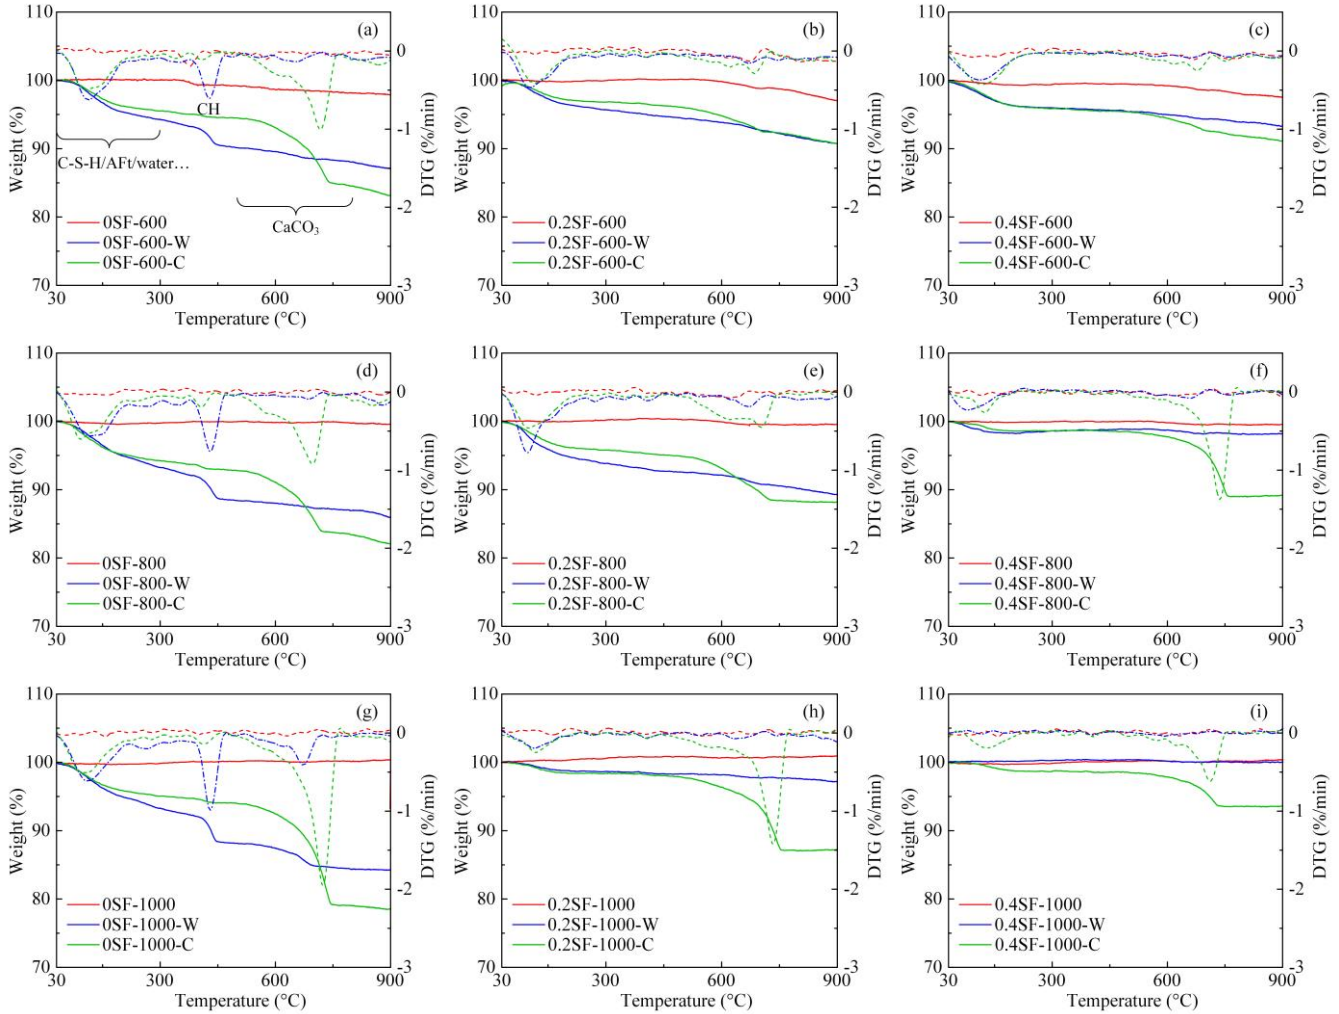 110
(a)
0
100
CH
-1
90
C-S-H/AFt/water…
80
CaCO3
-2
0SF-600
0SF-600-W
0SF-600-C
70
-3
30 300 600 900
Temperature (°C)
Weight (%)
DTG (%/min)
110
(b)
0
100
-1
90
80
-2
0.2SF-600
0.2SF-600-W
0.2SF-600-C
70
-3
30 300 600 900
Temperature (°C)
Weight (%)
DTG (%/min)
110
(c)
0
100
-1
90
80
-2
0.4SF-600
0.4SF-600-W
0.4SF-600-C
70
-3
30 300 600 900
Temperature (°C)
Weight (%)
DTG (%/min)
110
(d)
0
100
-1
90
80
-2
0SF-800
0SF-800-W
0SF-800-C
70
-3
30 300 600 900
Temperature (°C)
Weight (%)
DTG (%/min)
110
(e)
0
100
-1
90
80
-2
0.2SF-800
0.2SF-800-W
0.2SF-800-C
70
-3
30 300 600 900
Temperature (°C)
Weight (%)
DTG (%/min)
110
(f)
0
100
-1
90
80
-2
0.4SF-800
0.4SF-800-W
0.4SF-800-C
70
-3
30 300 600 900
Temperature (°C)
Weight (%)
DTG (%/min)
110
(g)
0
100
-1
90
80
-2
0SF-1000
0SF-1000-W
0SF-1000-C
70
-3
30 300 600 900
Temperature (°C)
Weight (%)
DTG (%/min)
110
(h)
0
100
-1
90
80
-2
0.2SF-1000
0.2SF-1000-W
0.2SF-1000-C
70
-3
30 300 600 900
Temperature (°C)
Weight (%)
DTG (%/min)
110
(i)
0
100
-1
90
80
-2
0.4SF-1000
0.4SF-1000-W
0.4SF-1000-C
70
-3
30 300 600 900
Temperature (°C)
Weight (%)
DTG (%/min)